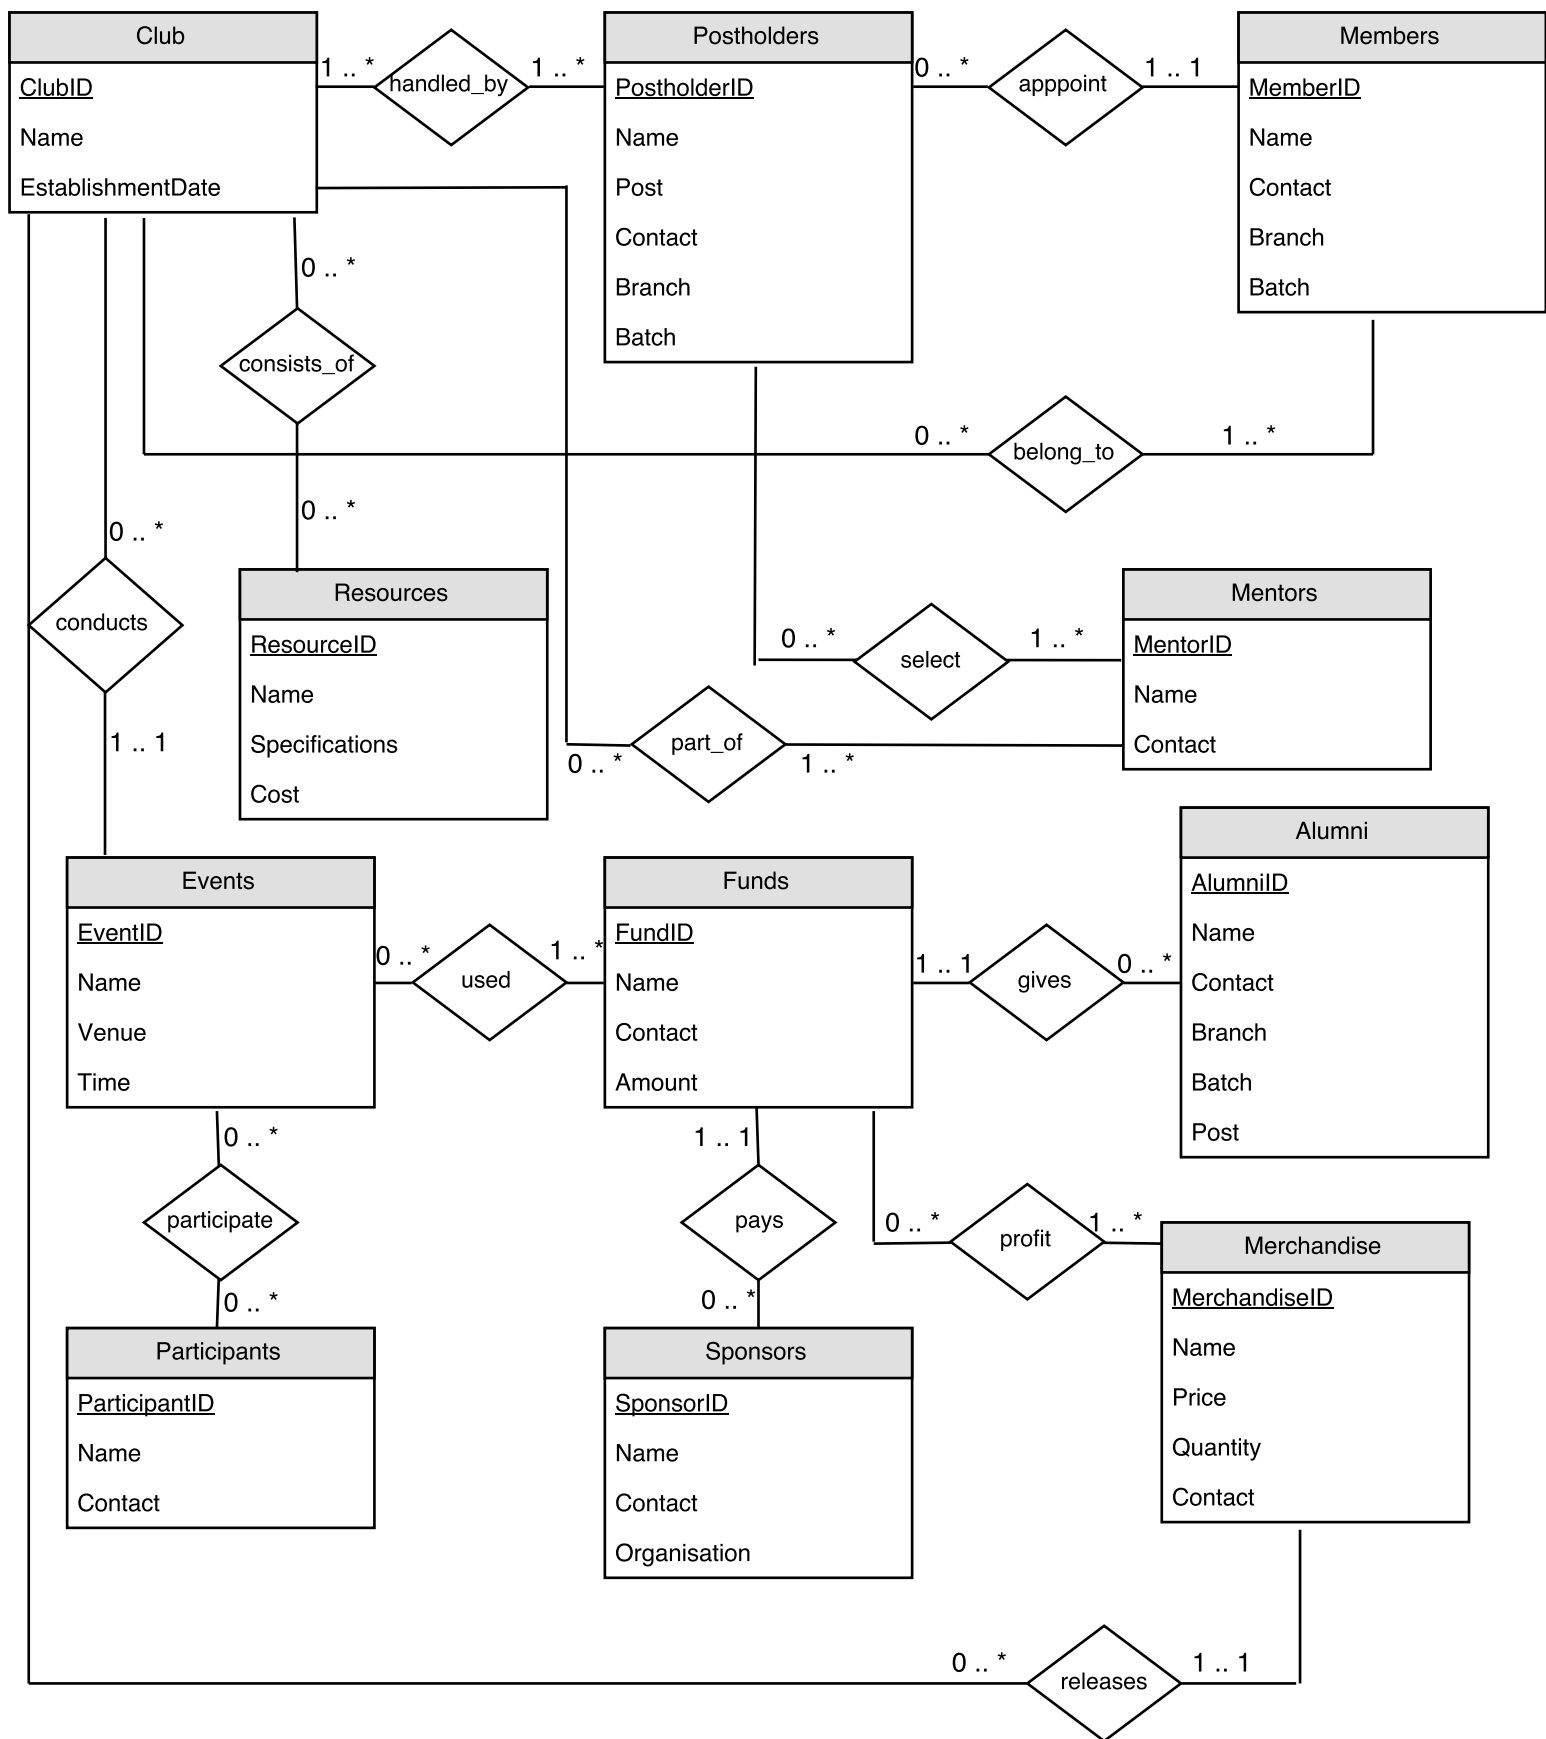 Club
ClubID
Name
EstablishmentDate
1 .. *
handled_by
1 .. *
Postholders
PostholderID
Name
Post
Contact
Branch
Batch
0 .. *
apppoint
1 .. 1
Members
MemberID
Name
Contact
Branch
Batch
0 .. *
consists_of
0 .. *
0 .. *
belong_to
1 .. *
0 .. *
conducts
1 .. 1
Resources
ResourceID
Name
Specifications
Cost
0 .. *
select
1 .. *
0 .. *
part_of
1 .. *
Mentors
MentorID
Name
Contact
Events
EventID
Name
Venue
Time
0 .. *
used
1 .. *
Funds
FundID
Name
Contact
Amount
1 .. 1
gives
0 .. *
Alumni
AlumniID
Name
Contact
Branch
Batch
Post
0 .. *
participate
0 .. *
1 .. 1
pays
0 .. *
0 .. *
profit
1 .. *
Participants
ParticipantID
Name
Contact
Sponsors
SponsorID
Name
Contact
Organisation
Merchandise
MerchandiseID
Name
Price
Quantity
Contact
0 .. *
releases
1 .. 1